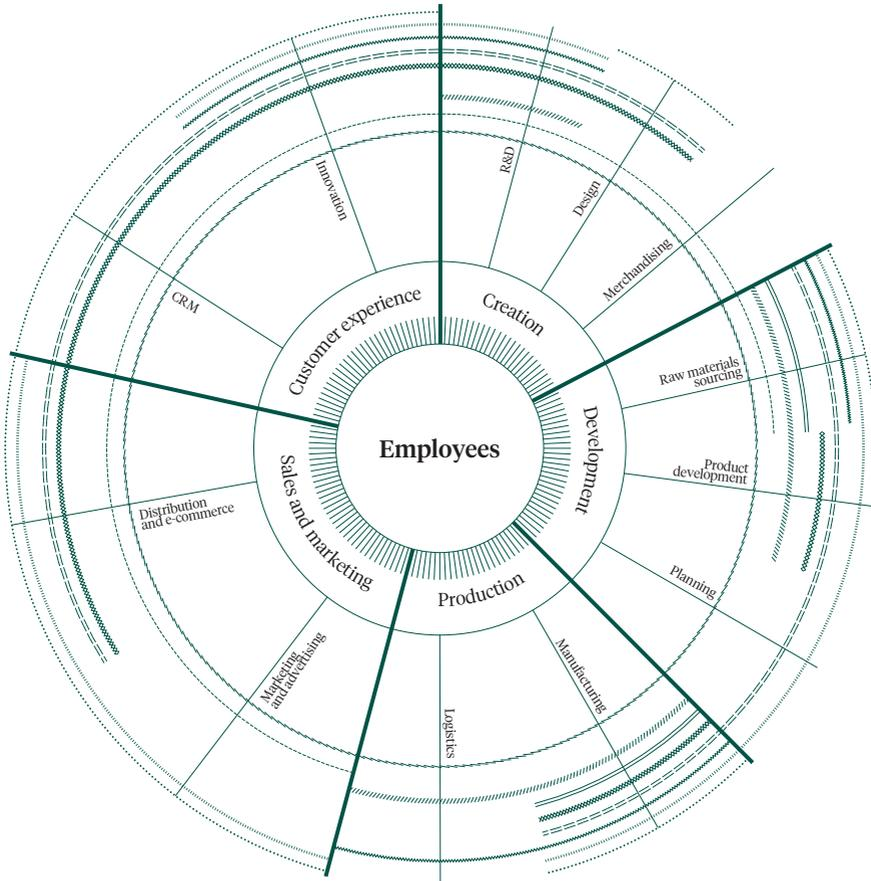 Employees
Creation
R&D
Design
Merchandising
Development
Raw materials
sourcing
Product
development
Planning
Production
Manufacturing
Logistics
Sales and marketing
Marketing
and advertising
Distribution
and e-commerce
Customer experience
CRM
Innovation